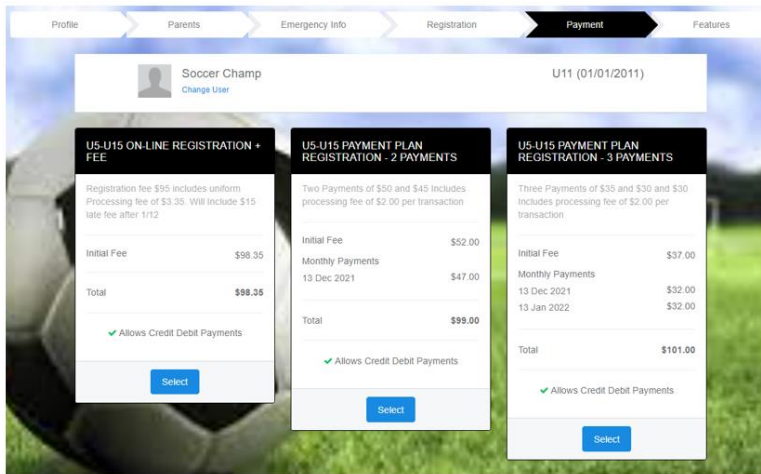 Profile
Parents
Emergency Info
Registration
Payment
Features
Soccer Champ
Change User
U11 (01/01/2011)
U5-U15 ON-LINE REGISTRATION +
FEE
Registration fee $95 includes uniform
Processing fee of $3.35. Will Include $15
late fee after 1/12
Initial Fee $98.35
Total $98.35
Allows Credit Debit Payments
Select
U5-U15 PAYMENT PLAN
REGISTRATION - 2 PAYMENTS
Two Payments of $50 and $45 Includes
processing fee of $2.00 per transaction
Initial Fee $52.00
Monthly Payments
13 Dec 2021 $47.00
Total $99.00
Allows Credit Debit Payments
Select
U5-U15 PAYMENT PLAN
REGISTRATION - 3 PAYMENTS
Three Payments of $35 and $30 and $30
Includes processing fee of $2.00 per
transaction
Initial Fee $37.00
Monthly Payments
13 Dec 2021 $32.00
13 Jan 2022 $32.00
Total $101.00
Allows Credit Debit Payments
Select